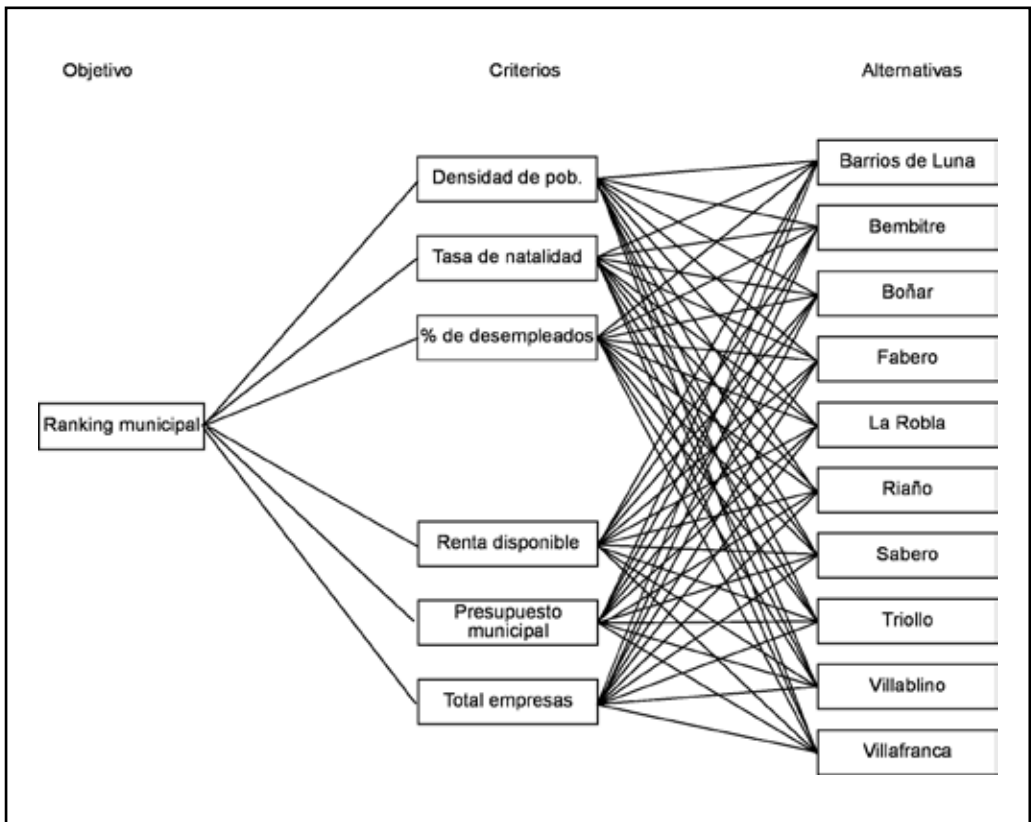 Objetivo
Criterios
Alternativas
Densidad de pob.
Tasa de natalidad
% de desempleados
Ranking municipal
Renta disponible
Presupuesto
municipal
Total empresas
Barrios de Luna
Bembitre
Boñar
Fabero
La Robla
Riaño
Sabero
Triollo
Villablino
Villafranca